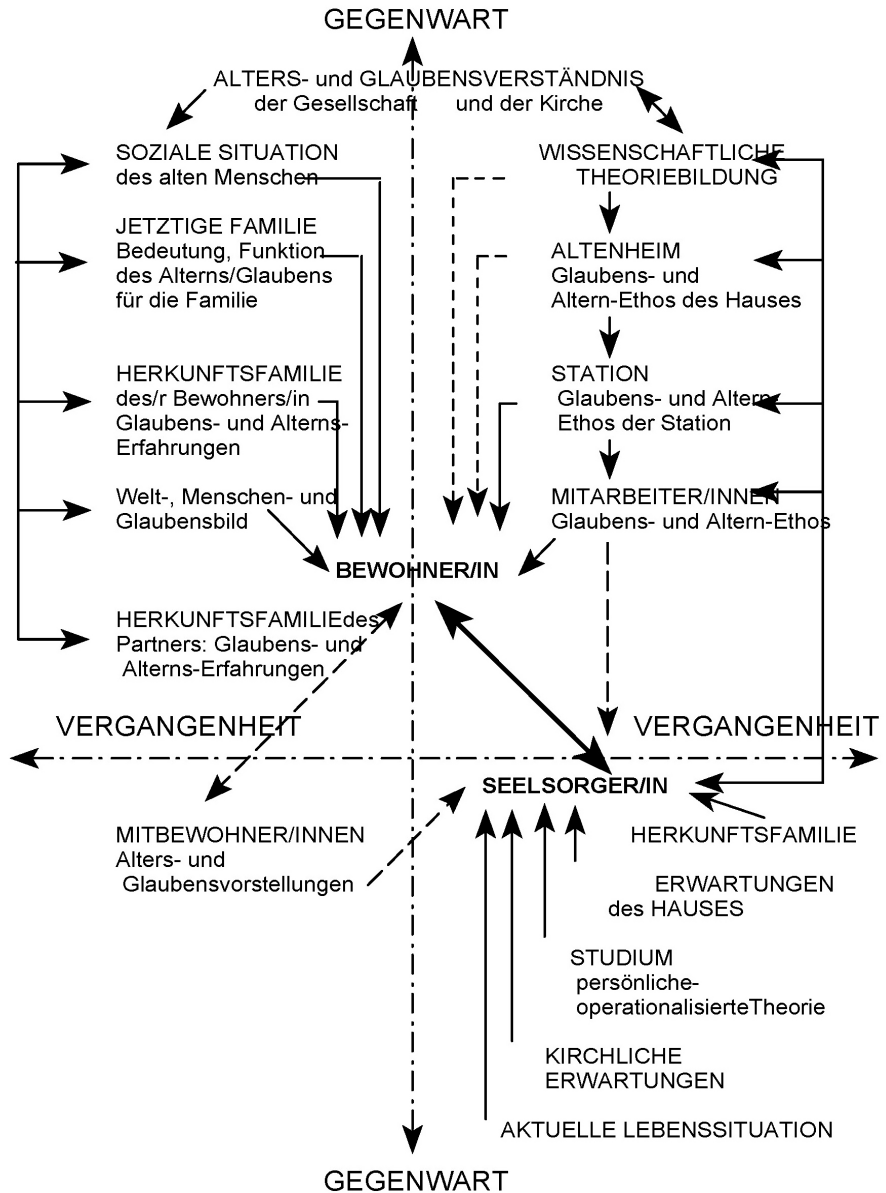 GEGENWART
ALTERS- und GLAUBENSVERSTÄNDNIS
der Gesellschaft und der Kirche
SOZIALE SITUATION
des alten Menschen
JETZTIGE FAMILIE
Bedeutung, Funktion
des Alterns/Glaubens
für die Familie
HERKUNFTSFAMILIE
des/r Bewohners/in
Glaubens- und Alterns-
Erfahrungen
Welt-, Menschen- und
Glaubensbild
HERKUNFTSFAMILIEdes
Partners: Glaubens- und
Alterns-Erfahrungen
WISSENSCHAFTLICHE
THEORIEBILDUNG
ALTENHEIM
Glaubens- und
Altern-Ethos des Hauses
STATION
Glaubens- und Altern-
Ethos der Station
MITARBEITER/INNEN
Glaubens- und Altern-Ethos
BEWOHNER/IN
VERGANGENHEIT
VERGANGENHEIT
SEELSORGER/IN
MITBEWOHNER/INNEN
Alters- und
Glaubensvorstellungen
HERKUNFTSFAMILIE
ERWARTUNGEN
des HAUSES
STUDIUM
persönliche-
operationalisierteTheorie
KIRCHLICHE
ERWARTUNGEN
AKTUELLE LEBENSSITUATION
GEGENWART